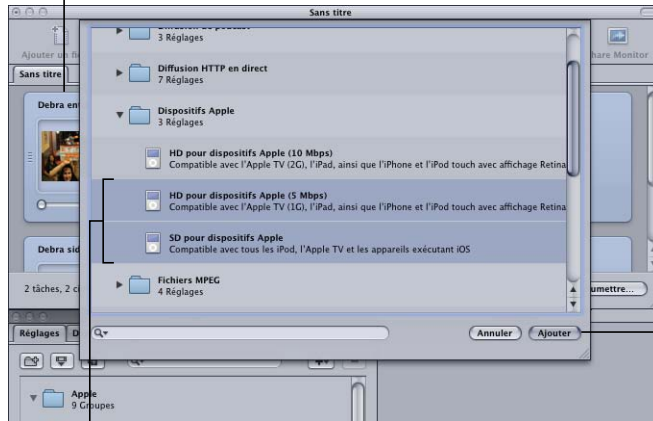 Sans titre
Ajouter un
Share Monitor
Sans titre
3 Réglages
Diffusion HTTP en direct
7 Réglages
Dispositifs Apple
3 Réglages
Debra
HD pour dispositifs Apple (10 Mbps)
Compatible avec l'Apple TV (2G), l'iPad, ainsi que l'iPhone et l'iPod touch avec affichage Retina
HD pour dispositifs Apple (5 Mbps)
Compatible avec l'Apple TV (1G), l'iPad, ainsi que l'iPhone et l'iPod touch avec affichage Retina
SD pour dispositifs Apple
Compatible avec tous les iPod, l'Apple TV et les appareils exécutant iOS
Debra
Fichiers MPEG
4 Réglages
2 tâches, 2
umettre...
Annuler
Ajouter
Réglages
Apple
9 Groupes